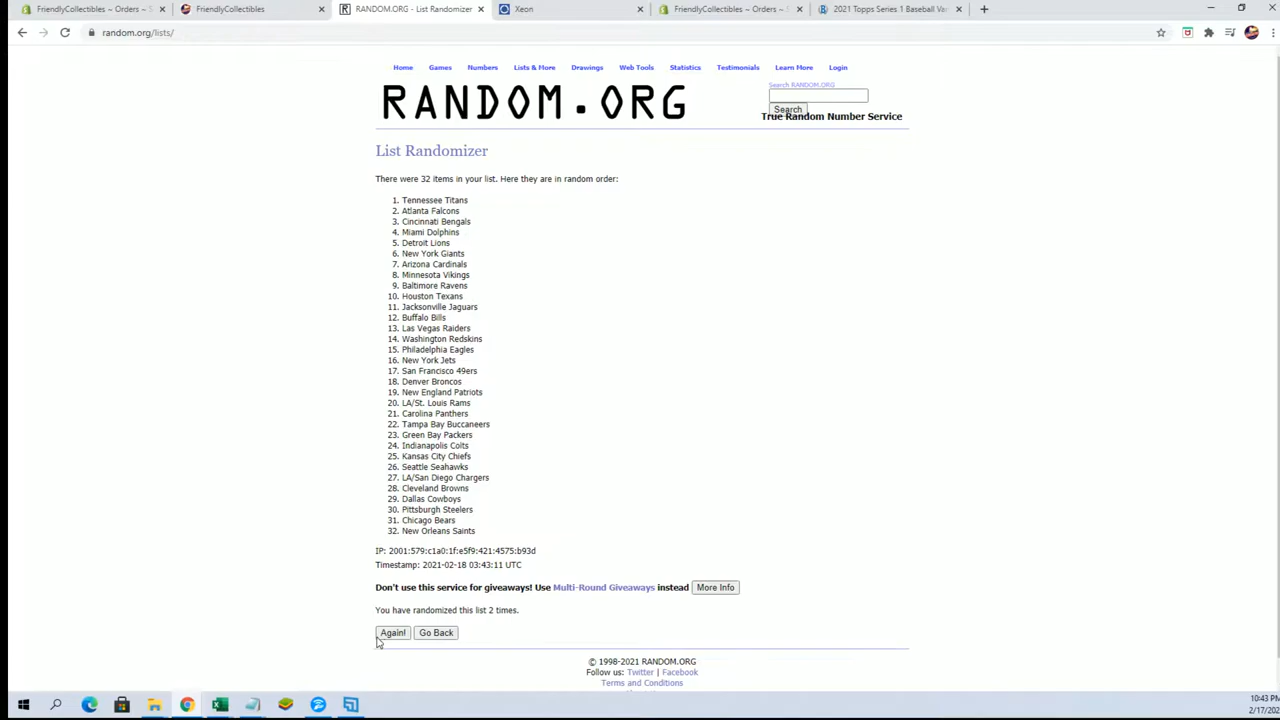 FriendlyCollectibles ~ Orders ~ S
FriendlyCollectibles
RANDOM.ORG - List Randomizer
Xeon
FriendlyCollectibles ~ Orders ~ S
2021 Topps Series 1 Baseball Var
random.org/lists/
Home Games Numbers Lists & More Drawings Web Tools Statistics Testimonials Learn More Login
Search RANDOM.ORG
Search
RANDOM.ORG
True Random Number Service
List Randomizer
There were 32 items in your list. Here they are in random order:
1. Tennessee Titans
2. Atlanta Falcons
3. Cincinnati Bengals
4. Miami Dolphins
5. Detroit Lions
6. New York Giants
7. Arizona Cardinals
8. Minnesota Vikings
9. Baltimore Ravens
10. Houston Texans
11. Jacksonville Jaguars
12. Buffalo Bills
13. Las Vegas Raiders
14. Washington Redskins
15. Philadelphia Eagles
16. New York Jets
17. San Francisco 49ers
18. Denver Broncos
19. New England Patriots
20. LA/St. Louis Rams
21. Carolina Panthers
22. Tampa Bay Buccaneers
23. Green Bay Packers
24. Indianapolis Colts
25. Kansas City Chiefs
26. Seattle Seahawks
27. LA/San Diego Chargers
28. Cleveland Browns
29. Dallas Cowboys
30. Pittsburgh Steelers
31. Chicago Bears
32. New Orleans Saints
IP: 2001:579:c1a0:1f:e5f9:421:4575:b93d
Timestamp: 2021-02-18 03:43:11 UTC
Don't use this service for giveaways! Use Multi-Round Giveaways instead More Info
You have randomized this list 2 times.
Again! Go Back
© 1998-2021 RANDOM.ORG
Follow us: Twitter | Facebook
Terms and Conditions
10:43 PM
2/17/202